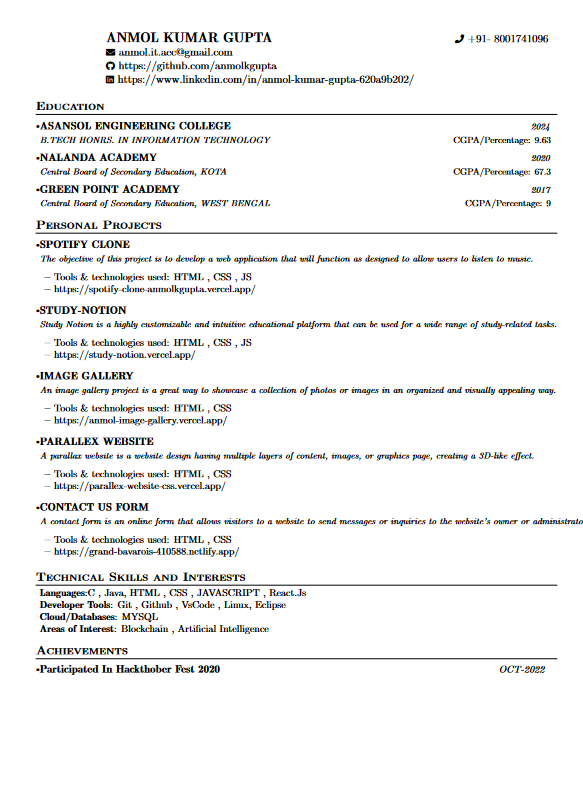 ANMOL KUMAR GUPTA
+91- 8001741096
anmol.it.aec@gmail.com
https://github.com/anmolkgupta
https://www.linkedin.com/in/anmol-kumar-gupta-620a9b202/
Education
•ASANSOL ENGINEERING COLLEGE 2024
B.TECH HONRS. IN INFORMATION TECHNOLOGY CGPA/Percentage: 9.63
•NALANDA ACADEMY 2020
Central Board of Secondary Education, KOTA CGPA/Percentage: 67.3
•GREEN POINT ACADEMY 2017
Central Board of Secondary Education, WEST BENGAL CGPA/Percentage: 9
Personal Projects
•SPOTIFY CLONE
The objective of this project is to develop a web application that will function as designed to allow users to listen to music.
– Tools & technologies used: HTML , CSS , JS
– https://spotify-clone-anmolkgupta.vercel.app/
•STUDY-NOTION
Study Notion is a highly customizable and intuitive educational platform that can be used for a wide range of study-related tasks.
– Tools & technologies used: HTML , CSS , JS
– https://study-notion.vercel.app/
•IMAGE GALLERY
An image gallery project is a great way to showcase a collection of photos or images in an organized and visually appealing way.
– Tools & technologies used: HTML , CSS
– https://anmol-image-gallery.vercel.app/
•PARALLEX WEBSITE
A parallax website is a website design having multiple layers of content, images, or graphics page, creating a 3D-like effect.
– Tools & technologies used: HTML , CSS
– https://parallex-website-css.vercel.app/
•CONTACT US FORM
A contact form is an online form that allows visitors to a website to send messages or inquiries to the website's owner or administrato
– Tools & technologies used: HTML , CSS
– https://grand-bavarois-410588.netlify.app/
Technical Skills and Interests
Languages:C , Java, HTML , CSS , JAVASCRIPT , React.Js
Developer Tools: Git , Github , VsCode , Linux, Eclipse
Cloud/Databases: MYSQL
Areas of Interest: Blockchain , Artificial Intelligence
Achievements
•Participated In Hackthober Fest 2020 OCT-2022